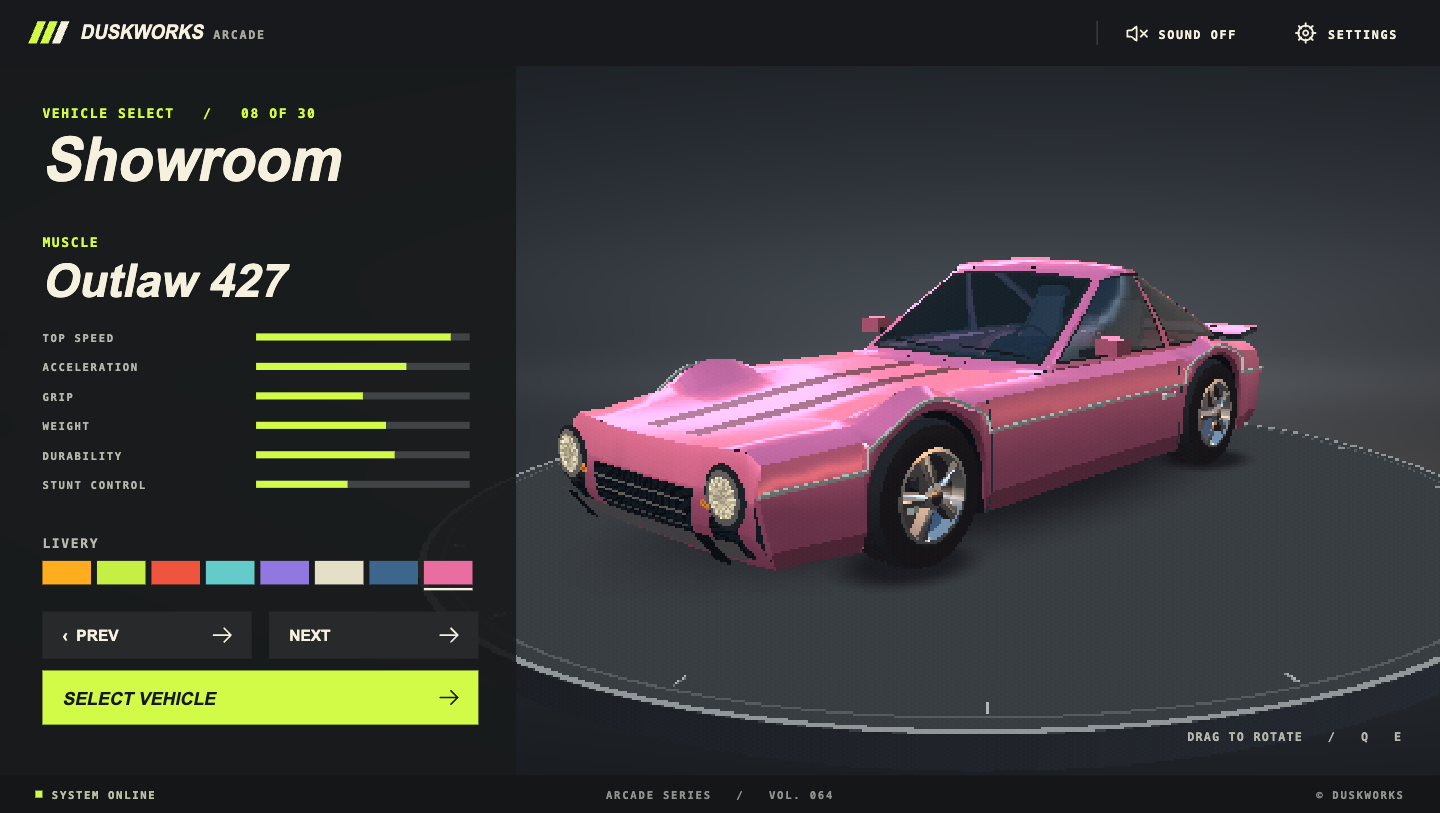 DUSKWORKS ARCADE
SOUND OFF
SETTINGS
VEHICLE SELECT / 08 OF 30
Showroom
MUSCLE
Outlaw 427
TOP SPEED
ACCELERATION
GRIP
WEIGHT
DURABILITY
STUNT CONTROL
LIVERY
‹ PREV →
NEXT →
SELECT VEHICLE →
DRAG TO ROTATE / Q E
SYSTEM ONLINE
ARCADE SERIES / VOL. 064
© DUSKWORKS